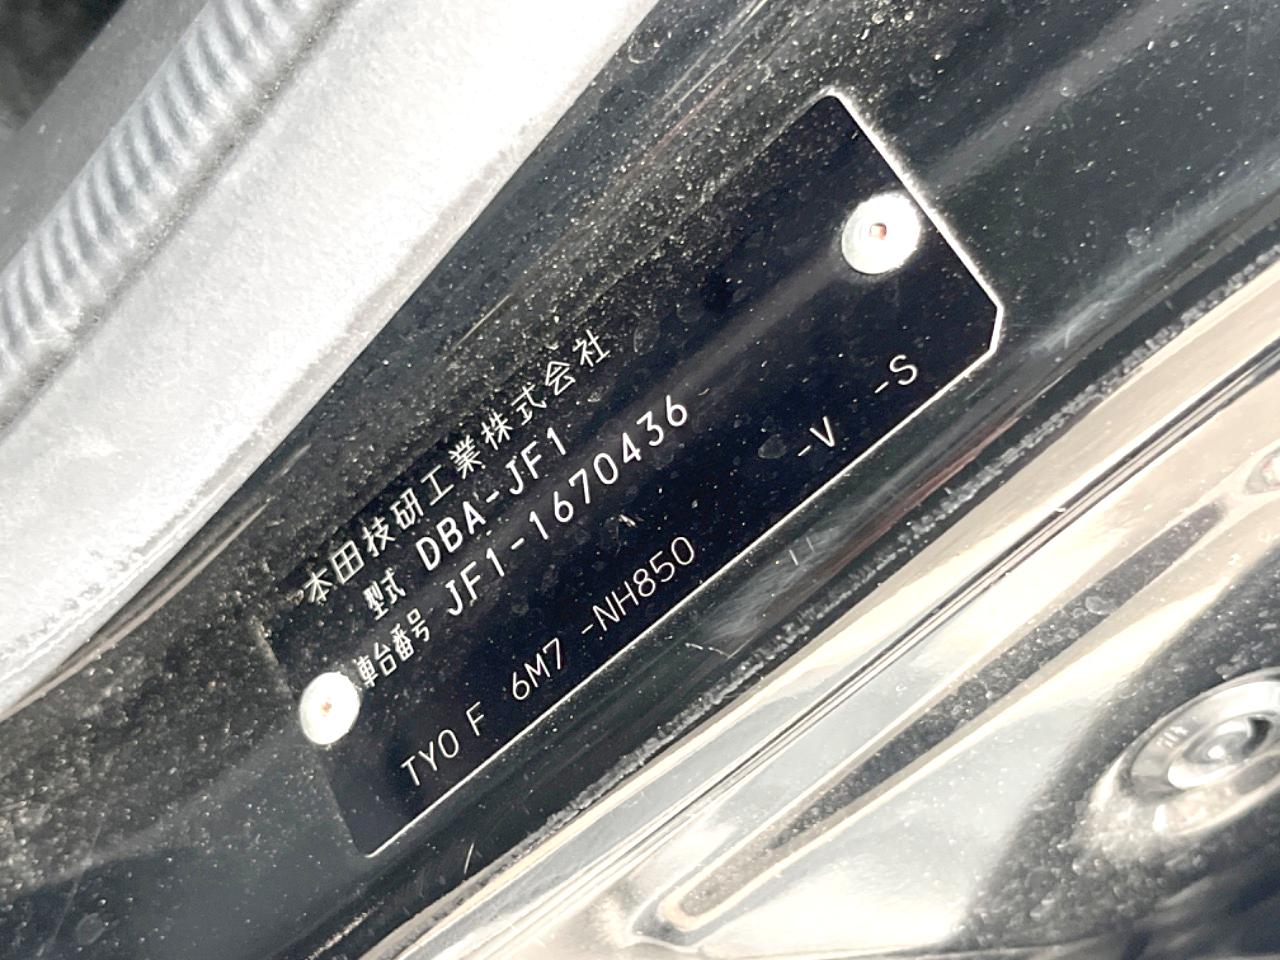 本田技研工業株式会社
型式 DBA-JF1
車台番号 JF1-1670436
TY0 F 6M7 -NH850 -V -S